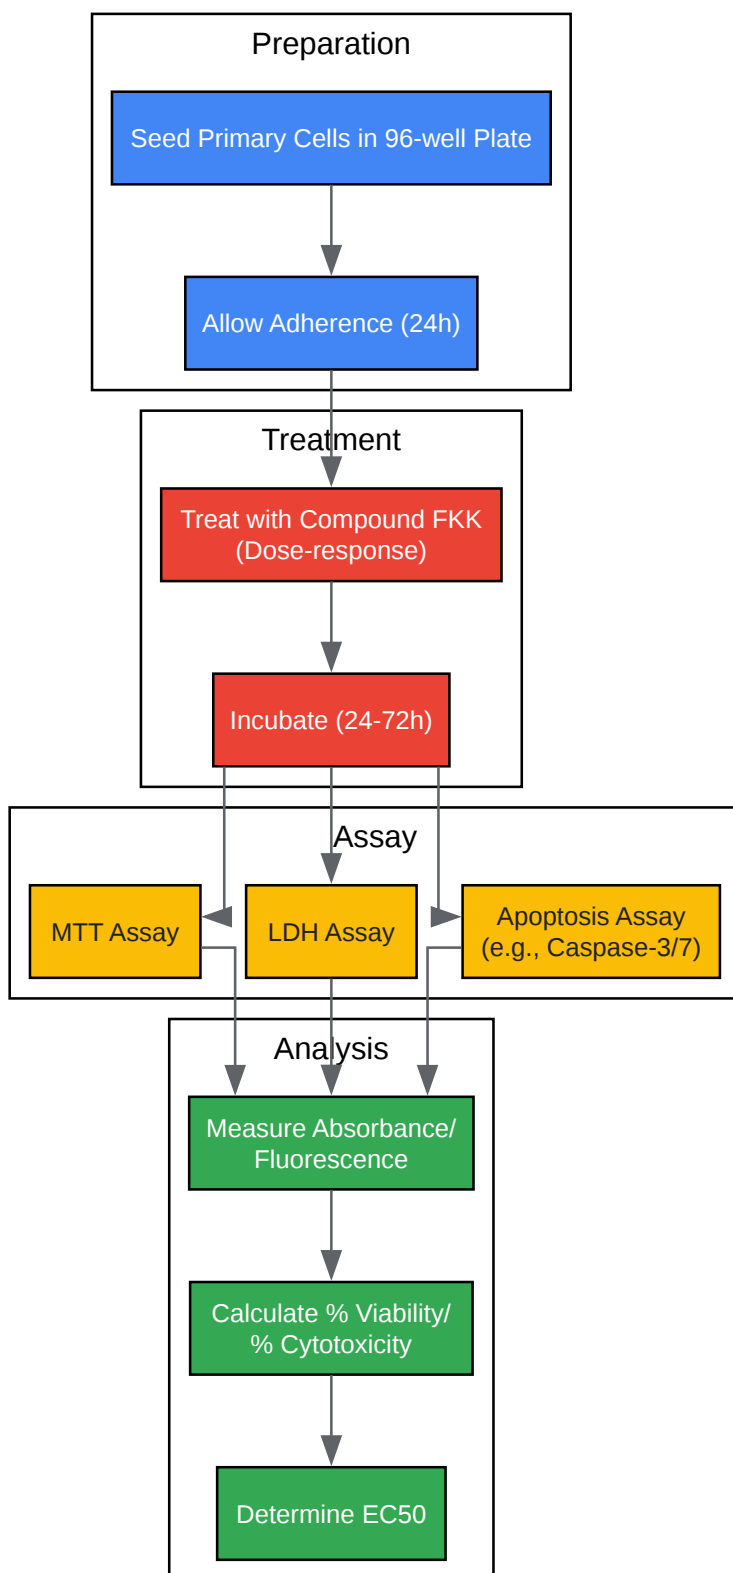 Preparation
Seed Primary Cells in 96-well Plate
Allow Adherence (24h)
Treatment
Treat with Compound FKK
(Dose-response)
Incubate (24-72h)
Assay
MTT Assay
LDH Assay
Apoptosis Assay
(e.g., Caspase-3/7)
Analysis
Measure Absorbance/
Fluorescence
Calculate % Viability/
% Cytotoxicity
Determine EC50